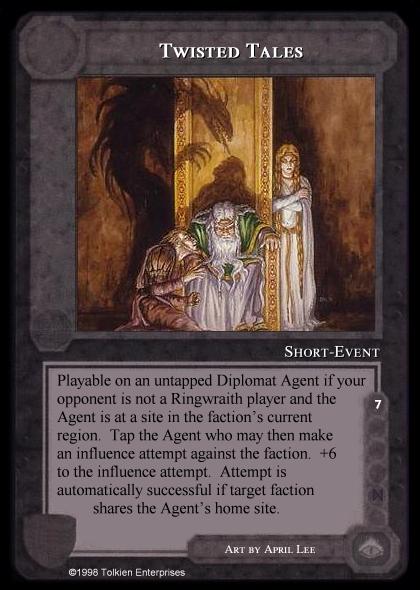 Twisted Tales
Short-Event
Playable on an untapped Diplomat Agent if your
opponent is not a Ringwraith player and the
Agent is at a site in the faction's current
region. Tap the Agent who may then make
an influence attempt against the faction. +6
to the influence attempt. Attempt is
automatically successful if target faction
shares the Agent's home site.
7
Art by April Lee
©1998 Tolkien Enterprises